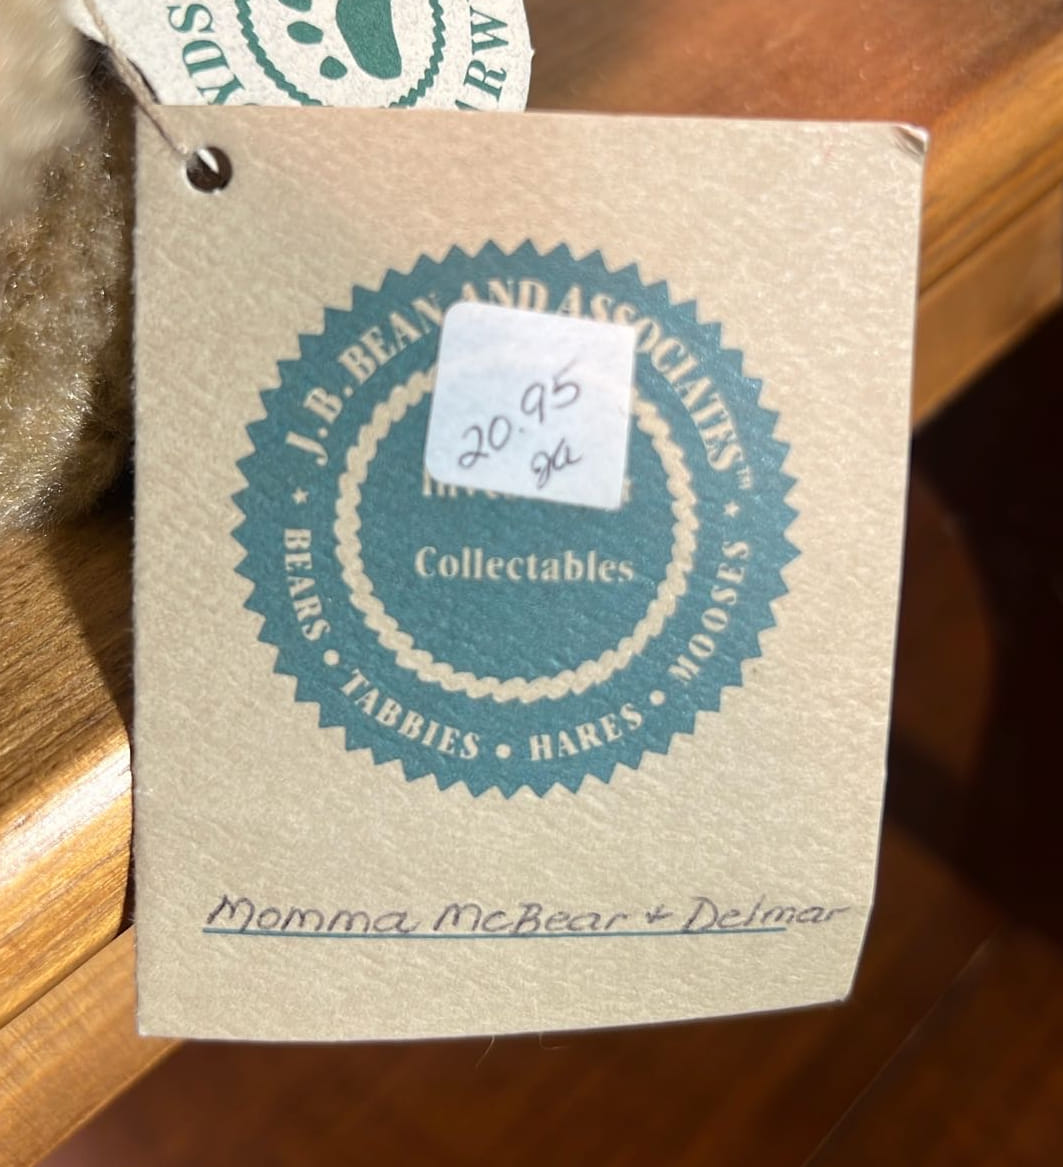 J.B. BEAN AND ASSOCIATES™
20.95
Collectables
★ BEARS • TABBIES • HARES • MOOSES ★
Momma McBear + Delmar